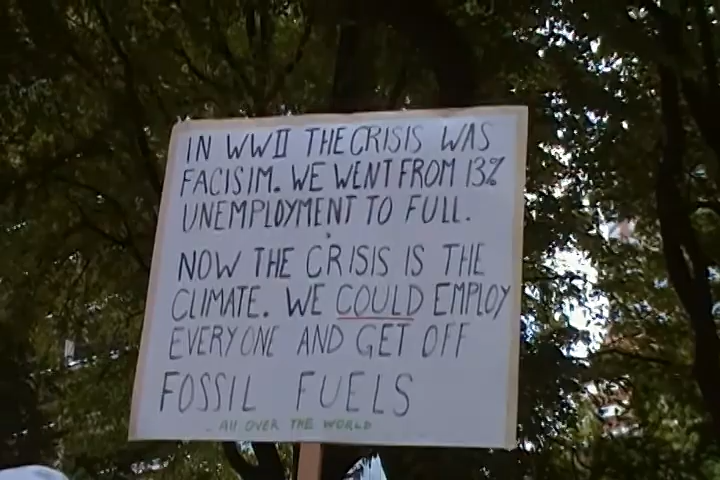 IN WWII THE CRISIS WAS
FACISIM. WE WENT FROM 13%
UNEMPLOYMENT TO FULL.
NOW THE CRISIS IS THE
CLIMATE. WE COULD EMPLOY
EVERYONE AND GET OFF
FOSSIL FUELS
All OVER THE WORLD